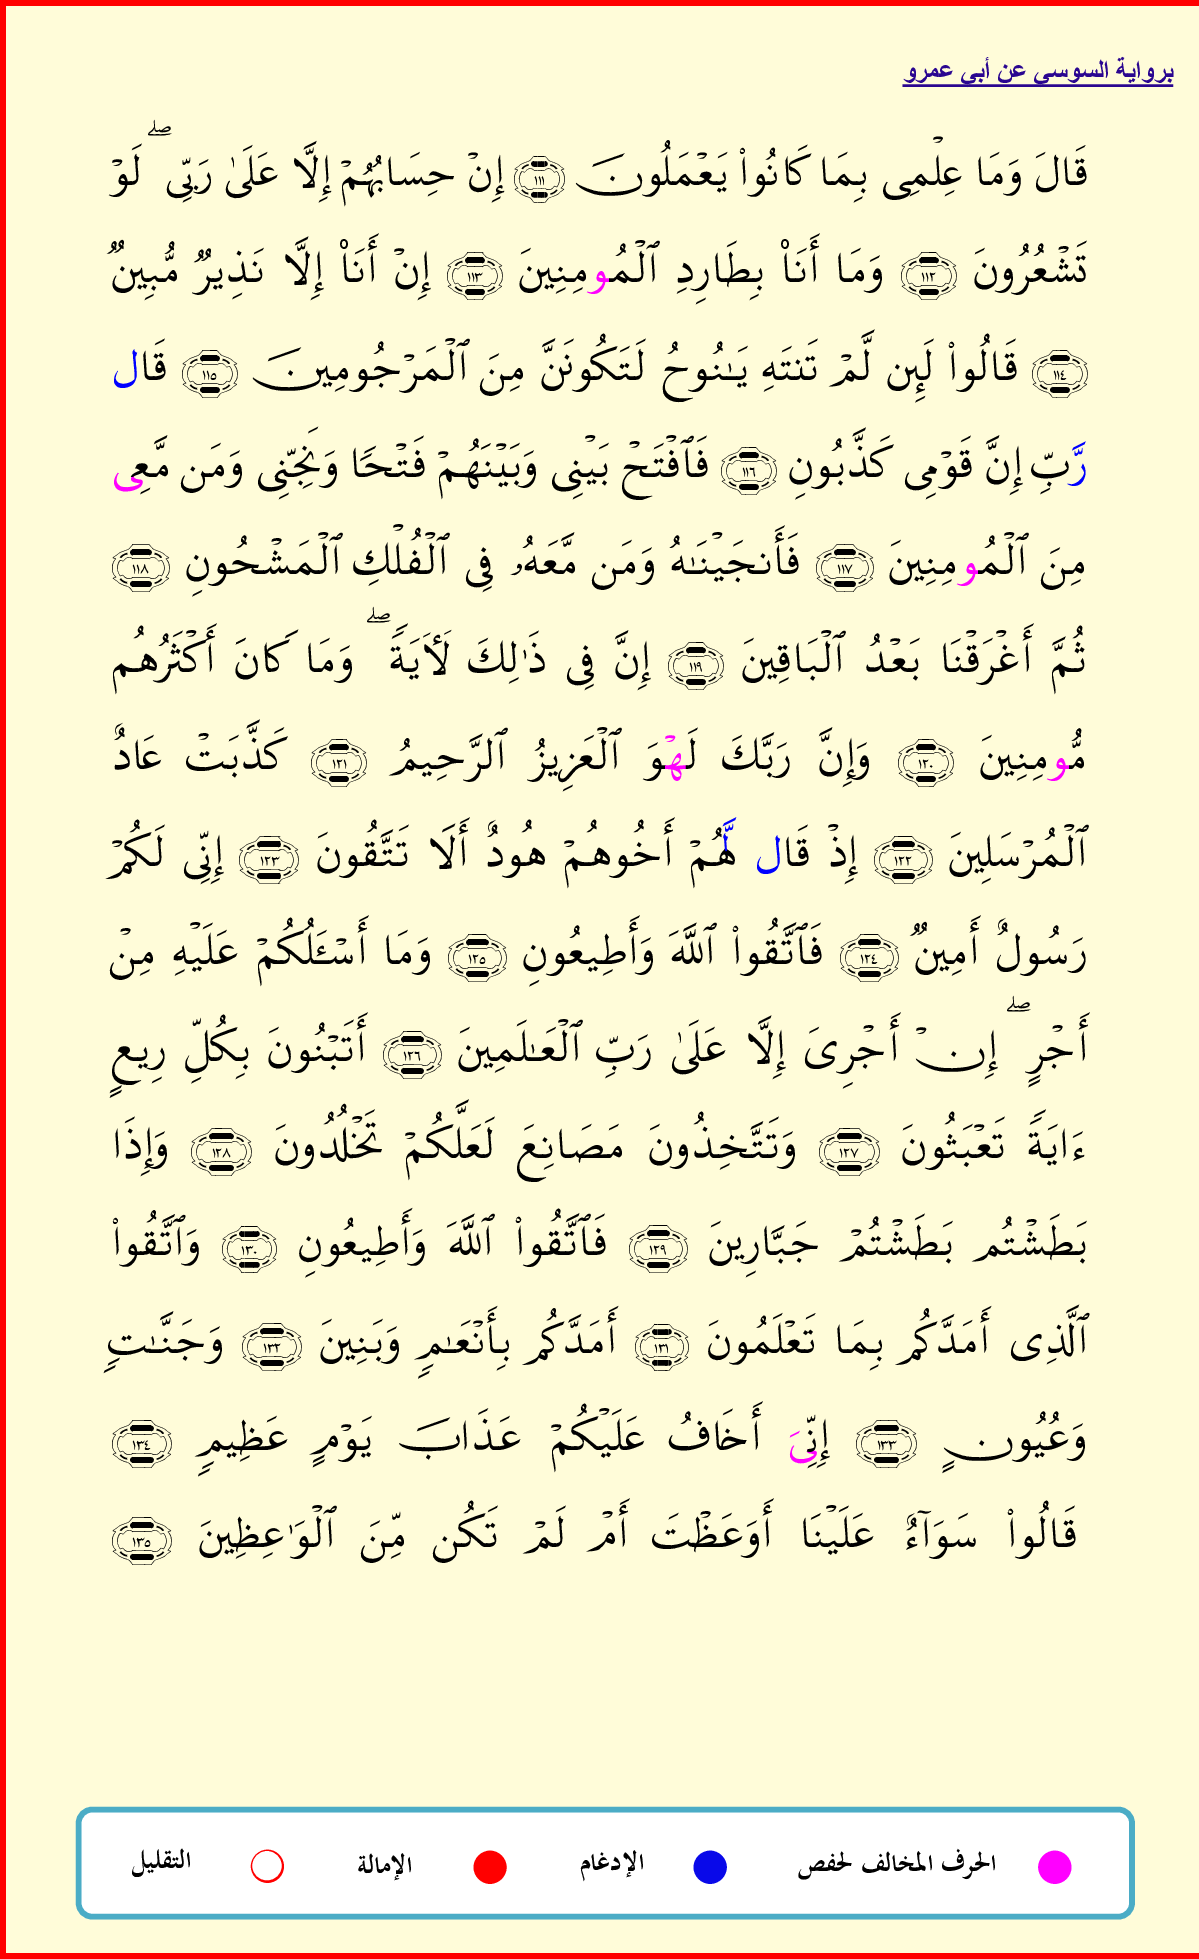 برواية السوسي عن أبي عمرو
قَالَ وَمَا عِلْمِى بِمَا كَانُوا۟ يَعْمَلُونَ ١١١ إِنْ حِسَابُهُمْ إِلَّا عَلَىٰ رَبِّى ۖ لَوْ
تَشْعُرُونَ ١١٢ وَمَا أَنَا۠ بِطَارِدِ ٱلْمُومِنِينَ ١١٣ إِنْ أَنَا۠ إِلَّا نَذِيرٌ مُّبِينٌ
١١٤ قَالُوا۟ لَئِن لَّمْ تَنتَهِ يَـٰنُوحُ لَتَكُونَنَّ مِنَ ٱلْمَرْجُومِينَ ١١٥ قَال
رَّبِّ إِنَّ قَوْمِى كَذَّبُونِ ١١٦ فَٱفْتَحْ بَيْنِى وَبَيْنَهُمْ فَتْحًا وَنَجِّنِى وَمَن مَّعِى
مِنَ ٱلْمُومِنِينَ ١١٧ فَأَنجَيْنَـٰهُ وَمَن مَّعَهُۥ فِى ٱلْفُلْكِ ٱلْمَشْحُونِ ١١٨
ثُمَّ أَغْرَقْنَا بَعْدُ ٱلْبَاقِينَ ١١٩ إِنَّ فِى ذَٰلِكَ لَأَيَةً ۖ وَمَا كَانَ أَكْثَرُهُم
مُّومِنِينَ ١٢٠ وَإِنَّ رَبَّكَ لَهْوَ ٱلْعَزِيزُ ٱلرَّحِيمُ ١٢١ كَذَّبَتْ عَادٌ
ٱلْمُرْسَلِينَ ١٢٢ إِذْ قَال لَّهُمْ أَخُوهُمْ هُودٌ أَلَا تَتَّقُونَ ١٢٣ إِنِّى لَكُمْ
رَسُولٌ أَمِينٌ ١٢٤ فَٱتَّقُوا۟ ٱللَّهَ وَأَطِيعُونِ ١٢٥ وَمَا أَسْـَٔلُكُمْ عَلَيْهِ مِنْ
أَجْرٍ ۖ إِنْ أَجْرِىَ إِلَّا عَلَىٰ رَبِّ ٱلْعَـٰلَمِينَ ١٢٦ أَتَبْنُونَ بِكُلِّ رِيعٍ
ءَايَةً تَعْبَثُونَ ١٢٧ وَتَتَّخِذُونَ مَصَانِعَ لَعَلَّكُمْ تَخْلُدُونَ ١٢٨ وَإِذَا
بَطَشْتُم بَطَشْتُمْ جَبَّارِينَ ١٢٩ فَٱتَّقُوا۟ ٱللَّهَ وَأَطِيعُونِ ١٣٠ وَٱتَّقُوا۟
ٱلَّذِى أَمَدَّكُم بِمَا تَعْلَمُونَ ١٣١ أَمَدَّكُم بِأَنْعَـٰمٍ وَبَنِينَ ١٣٢ وَجَنَّـٰتٍ
وَعُيُونٍ ١٣٣ إِنِّىَ أَخَافُ عَلَيْكُمْ عَذَابَ يَوْمٍ عَظِيمٍ ١٣٤
قَالُوا۟ سَوَآءٌ عَلَيْنَا أَوَعَظْتَ أَمْ لَمْ تَكُن مِّنَ ٱلْوَٰعِظِينَ ١٣٥
الحرف المخالف لحفص الإدغام الإمالة التقليل